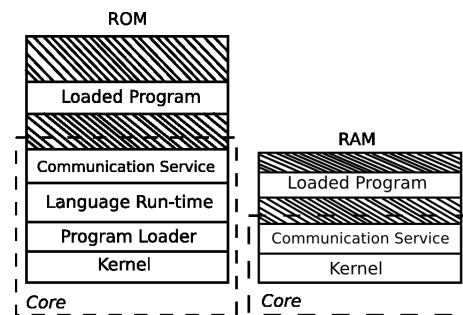 ROM
Loaded Program
Communication Service
Language Run-time
Program Loader
Kernel
Core
RAM
Loaded Program
Communication Service
Kernel
Core